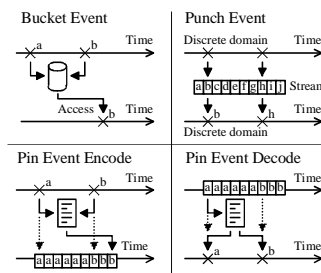 Bucket Event
a b Time
Access
b Time
Punch Event
Discrete domain Time
a b c d e f g h i j Stream
b h Time
Discrete domain
Pin Event Encode
a b Time
Time
a a a a a a a b b b
Pin Event Decode
Time
a a a a a a a b b b
a b Time